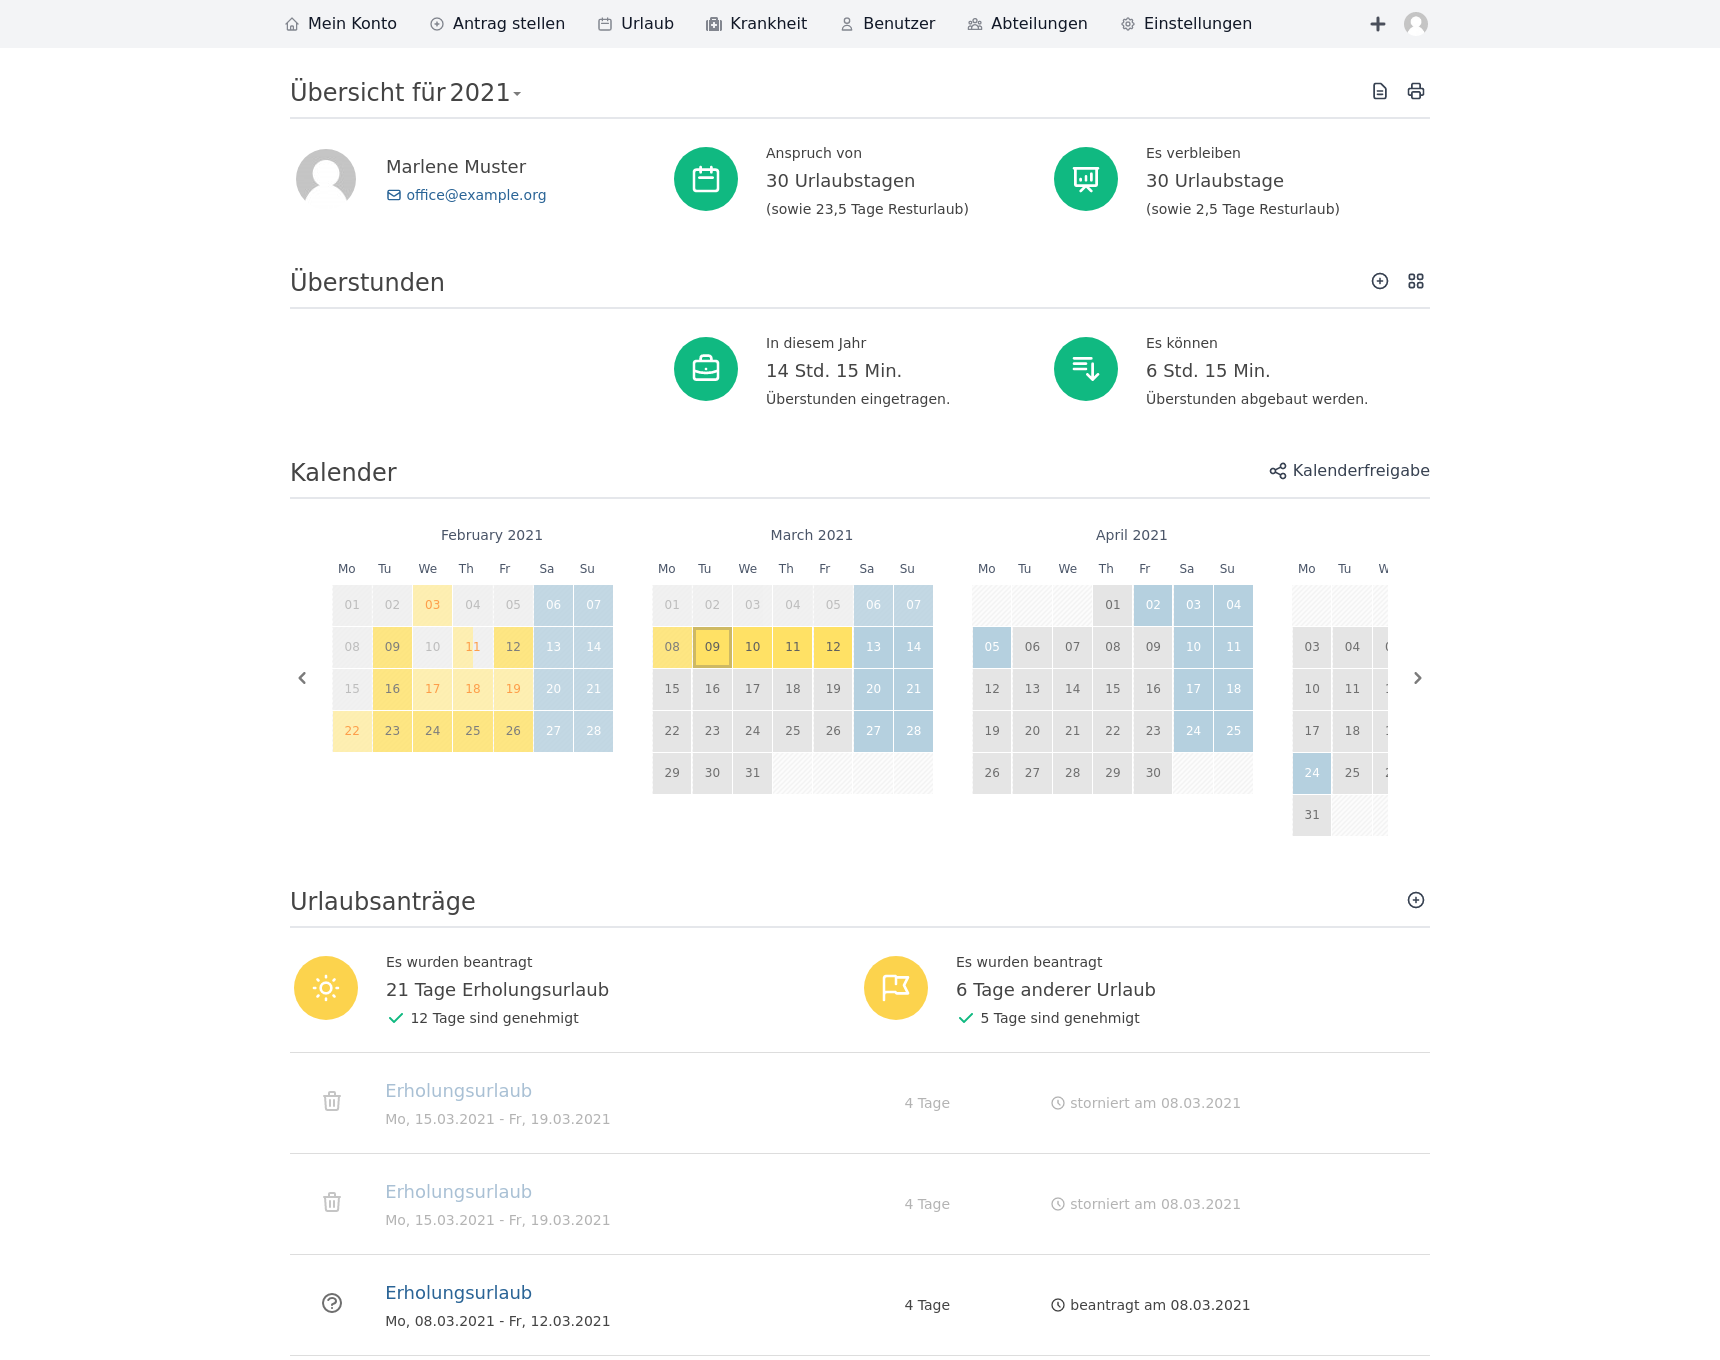 Mein Konto Antrag stellen Urlaub Krankheit Benutzer Abteilungen Einstellungen
Übersicht für 2021
Marlene Muster
office@example.org
Anspruch von
30 Urlaubstagen
(sowie 23,5 Tage Resturlaub)
Es verbleiben
30 Urlaubstage
(sowie 2,5 Tage Resturlaub)
Überstunden
In diesem Jahr
14 Std. 15 Min.
Überstunden eingetragen.
Es können
6 Std. 15 Min.
Überstunden abgebaut werden.
Kalender
Kalenderfreigabe
February 2021
Mo Tu We Th Fr Sa Su
01 02 03 04 05 06 07
08 09 10 11 12 13 14
15 16 17 18 19 20 21
22 23 24 25 26 27 28
March 2021
Mo Tu We Th Fr Sa Su
01 02 03 04 05 06 07
08 09 10 11 12 13 14
15 16 17 18 19 20 21
22 23 24 25 26 27 28
29 30 31
April 2021
Mo Tu We Th Fr Sa Su
01 02 03 04
05 06 07 08 09 10 11
12 13 14 15 16 17 18
19 20 21 22 23 24 25
26 27 28 29 30
Mo Tu
03 04
10 11
17 18
24 25
31
Urlaubsanträge
Es wurden beantragt
21 Tage Erholungsurlaub
12 Tage sind genehmigt
Es wurden beantragt
6 Tage anderer Urlaub
5 Tage sind genehmigt
Erholungsurlaub
Mo, 15.03.2021 - Fr, 19.03.2021
4 Tage
storniert am 08.03.2021
Erholungsurlaub
Mo, 15.03.2021 - Fr, 19.03.2021
4 Tage
storniert am 08.03.2021
Erholungsurlaub
Mo, 08.03.2021 - Fr, 12.03.2021
4 Tage
beantragt am 08.03.2021